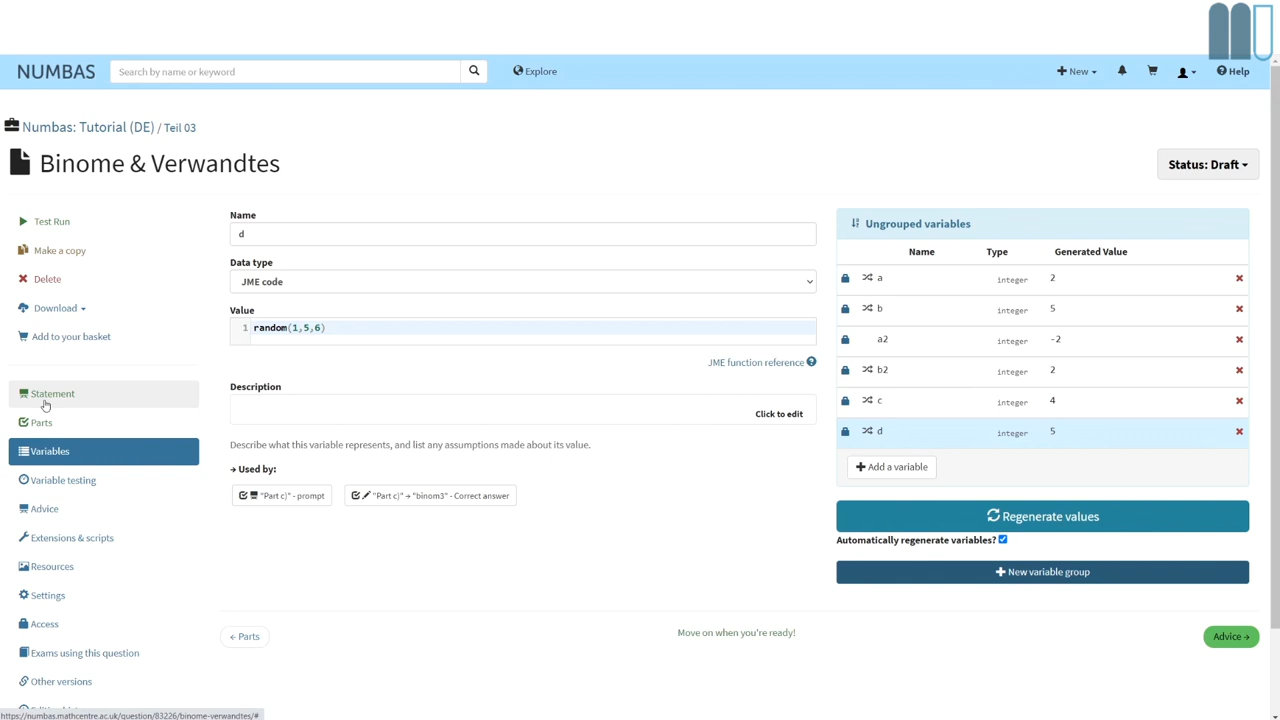 NUMBAS
Search by name or keyword
Explore
New
Help
Numbas: Tutorial (DE) / Teil 03
Binome & Verwandtes
Status: Draft
Test Run
Make a copy
Delete
Download
Add to your basket
Statement
Parts
Variables
Variable testing
Advice
Extensions & scripts
Resources
Settings
Access
Exams using this question
Other versions
https://numbas.mathcentre.ac.uk/question/83226/binome-verwandtes/#
Name
d
Data type
JME code
Value
1 random(1,5,6)
JME function reference
Description
Click to edit
Describe what this variable represents, and list any assumptions made about its value.
→ Used by:
"Part c)" - prompt
"Part c)" → "binom3" - Correct answer
Ungrouped variables
Name Type Generated Value
a integer 2
b integer 5
a2 integer -2
b2 integer 2
c integer 4
d integer 5
Add a variable
Regenerate values
Automatically regenerate variables?
New variable group
← Parts
Move on when you're ready!
Advice →